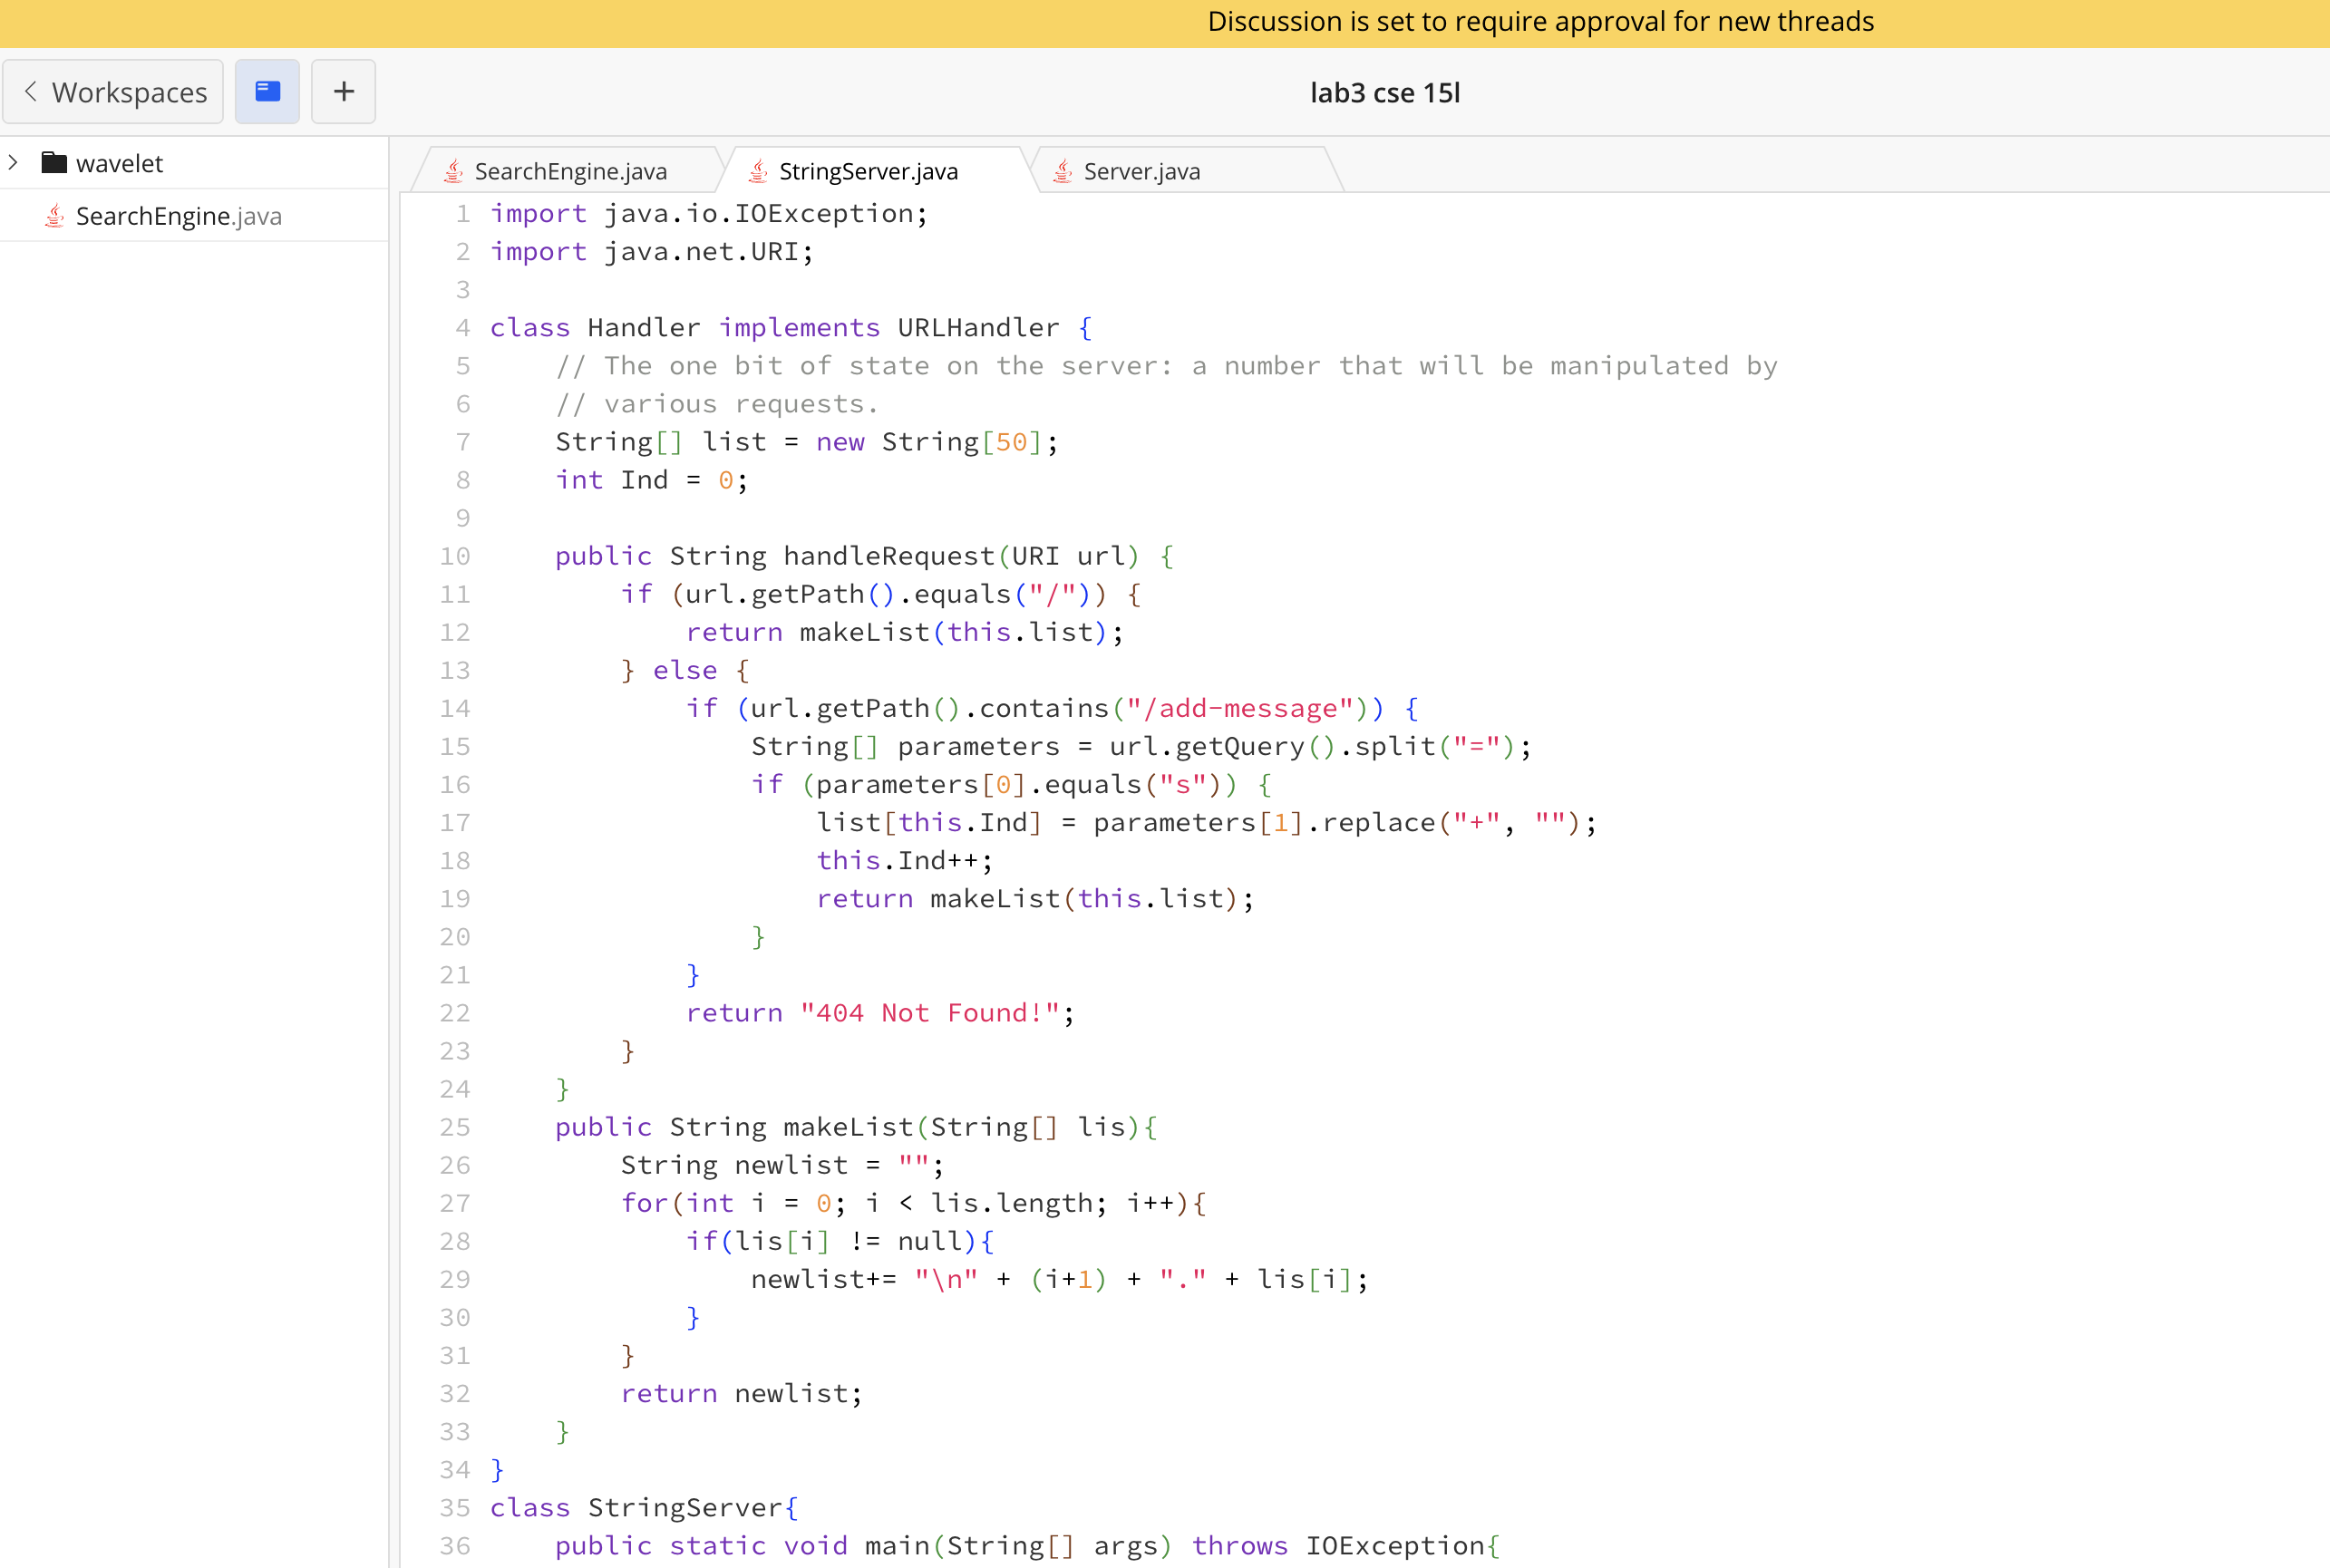 Discussion is set to require approval for new threads
Workspaces
+
lab3 cse 15l
wavelet
SearchEngine.java
SearchEngine.java
StringServer.java
Server.java
1 import java.io.IOException;
2 import java.net.URI;
3
4 class Handler implements URLHandler {
5     // The one bit of state on the server: a number that will be manipulated by
6     // various requests.
7     String[] list = new String[50];
8     int Ind = 0;
9
10     public String handleRequest(URI url) {
11         if (url.getPath().equals("/")) {
12             return makeList(this.list);
13         } else {
14             if (url.getPath().contains("/add-message")) {
15                 String[] parameters = url.getQuery().split("=");
16                 if (parameters[0].equals("s")) {
17                     list[this.Ind] = parameters[1].replace("+", "");
18                     this.Ind++;
19                     return makeList(this.list);
20                 }
21             }
22             return "404 Not Found!";
23         }
24     }
25     public String makeList(String[] lis){
26         String newlist = "";
27         for(int i = 0; i < lis.length; i++){
28             if(lis[i] != null){
29                 newlist+= "\n" + (i+1) + "." + lis[i];
30             }
31         }
32         return newlist;
33     }
34 }
35 class StringServer{
36     public static void main(String[] args) throws IOException{